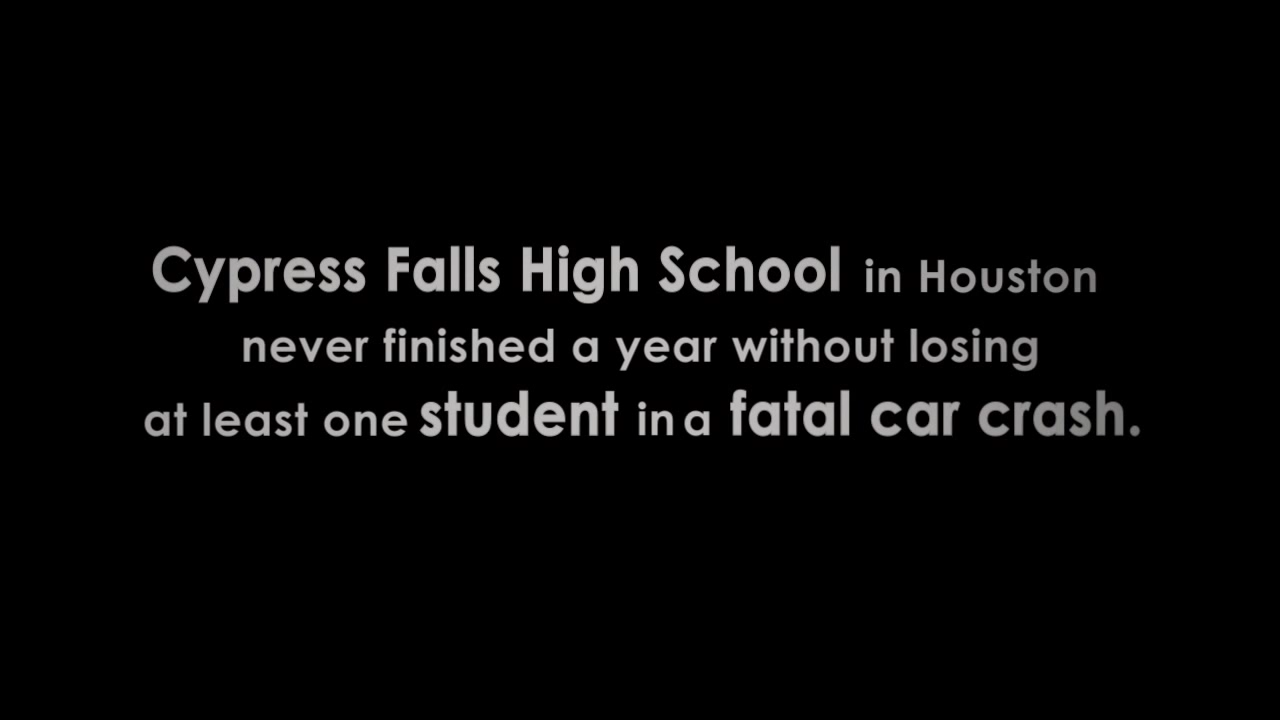 Cypress Falls High School in Houston
never finished a year without losing
at least one student in a fatal car crash.